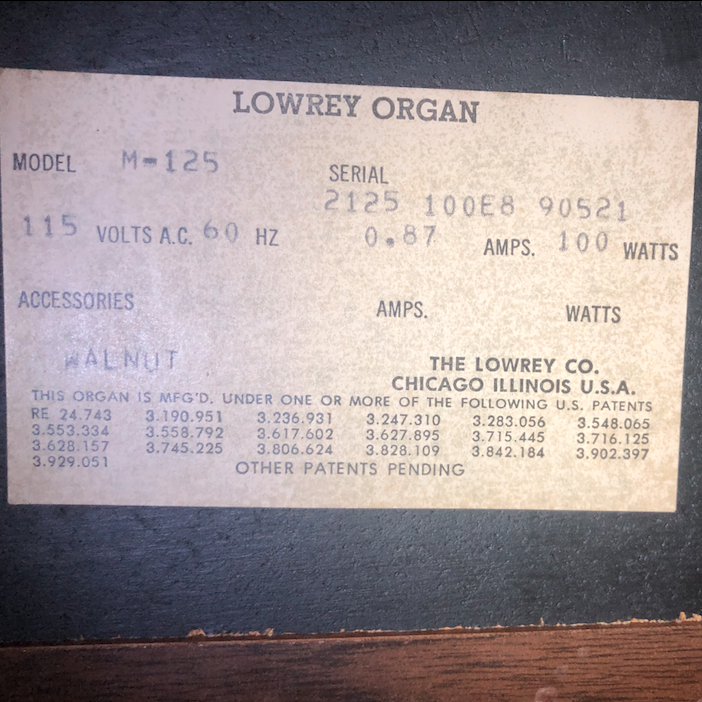 LOWREY ORGAN
MODEL M-125
SERIAL
2125 100E8 90521
115 VOLTS A.C. 60 HZ 0.87 AMPS. 100 WATTS
ACCESSORIES AMPS. WATTS
WALNUT
THE LOWREY CO.
CHICAGO ILLINOIS U.S.A.
THIS ORGAN IS MFG'D. UNDER ONE OR MORE OF THE FOLLOWING U.S. PATENTS
RE 24.743 3.190.951 3.236.931 3.247.310 3.283.056 3.548.065
3.553.334 3.558.792 3.617.602 3.627.895 3.715.445 3.716.125
3.628.157 3.745.225 3.806.624 3.828.109 3.842.184 3.902.397
3.929.051 OTHER PATENTS PENDING